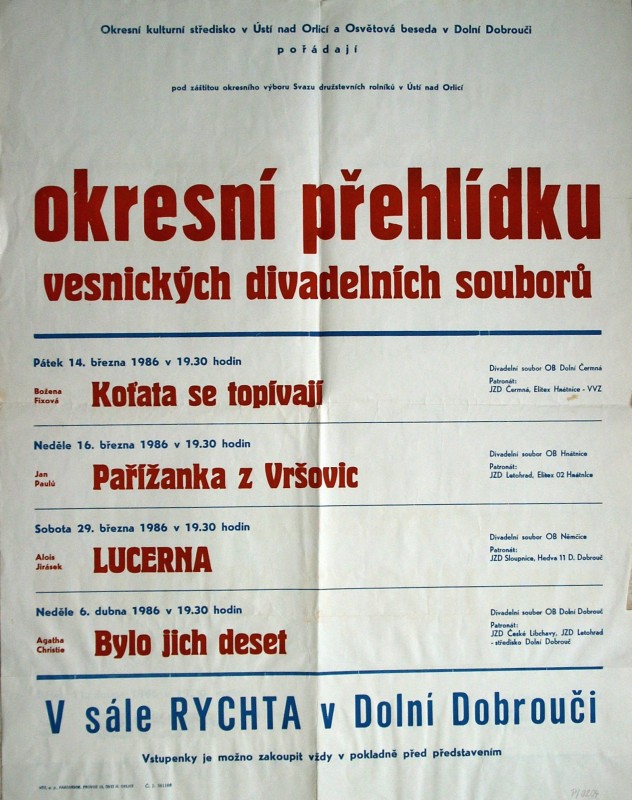 Okresní kulturní středisko v Ústí nad Orlicí a Osvětová beseda v Dolní Dobrouči
pořádají
pod záštitou okresního výboru Svazu družstevních rolníků v Ústí nad Orlicí
okresní přehlídku
vesnických divadelních souborů
Pátek 14. března 1986 v 19.30 hodin
Božena
Fixová
Koťata se topívají
Divadelní soubor OB Dolní Čermná
Patronát:
JZD Čermná, Elitex Hnátnice - VVZ
Neděle 16. března 1986 v 19.30 hodin
Jan
Paulů
Pařížanka z Vršovic
Divadelní soubor OB Hnátnice
Patronát:
JZD Letohrad, Elitex 02 Hnátnice
Sobota 29. března 1986 v 19.30 hodin
Alois
Jirásek
LUCERNA
Divadelní soubor OB Němčice
Patronát:
JZD Sloupnice, Hedva 11 D. Dobrouč
Neděle 6. dubna 1986 v 19.30 hodin
Agatha
Christie
Bylo jich deset
Divadelní soubor OB Dolní Dobrouč
Patronát:
JZD České Libchavy, JZD Letohrad
- středisko Dolní Dobrouč
V sále RYCHTA v Dolní Dobrouči
Vstupenky je možno zakoupit vždy v pokladně před představením